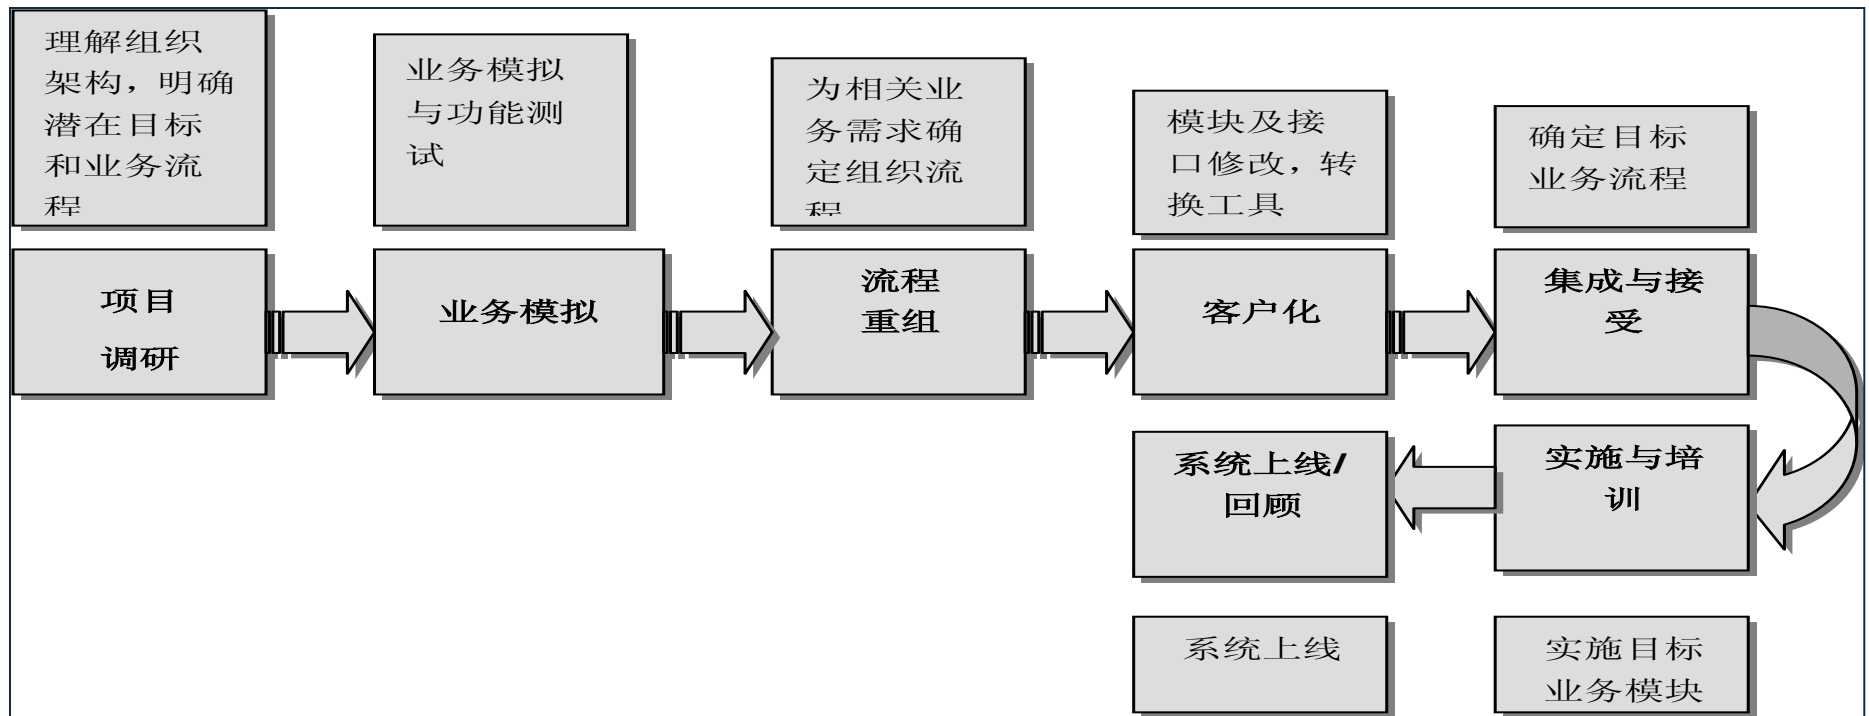 理解组织
架构，明确
潜在目标
和业务流
程
业务模拟
与功能测
试
为相关业
务需求确
定组织流
程
模块及接
口修改，转
换工具
确定目标
业务流程
项目
调研
业务模拟
流程
重组
客户化
集成与接
受
系统上线/
回顾
实施与培
训
系统上线
实施目标
业务模块